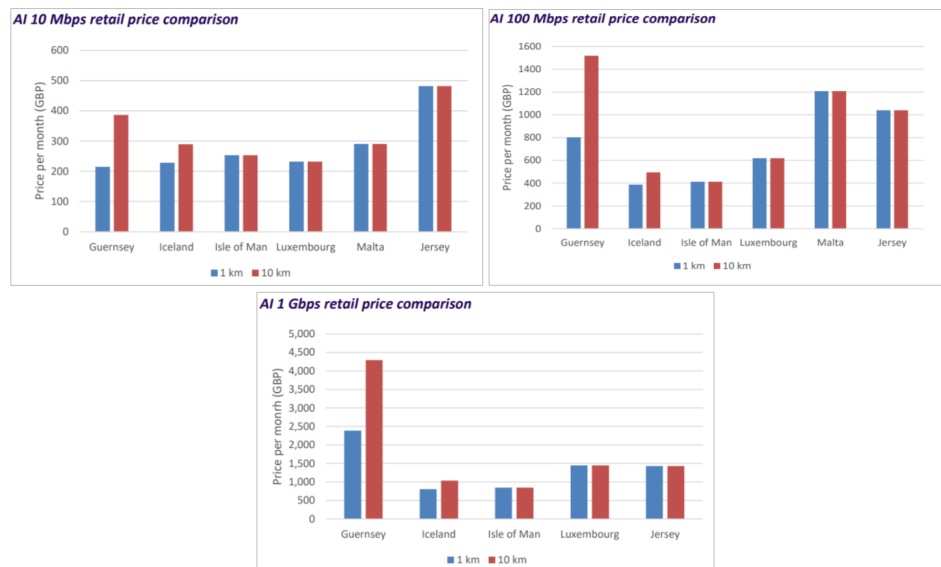 AI 10 Mbps retail price comparison
Price per month (GBP)
600
500
400
300
200
100
0
Guernsey Iceland Isle of Man Luxembourg Malta Jersey
1 km 10 km
AI 100 Mbps retail price comparison
Price per month (GBP)
1600
1400
1200
1000
800
600
400
200
0
Guernsey Iceland Isle of Man Luxembourg Malta Jersey
1 km 10 km
AI 1 Gbps retail price comparison
Price per monrh (GBP)
5,000
4,500
4,000
3,500
3,000
2,500
2,000
1,500
1,000
500
0
Guernsey Iceland Isle of Man Luxembourg Jersey
1 km 10 km